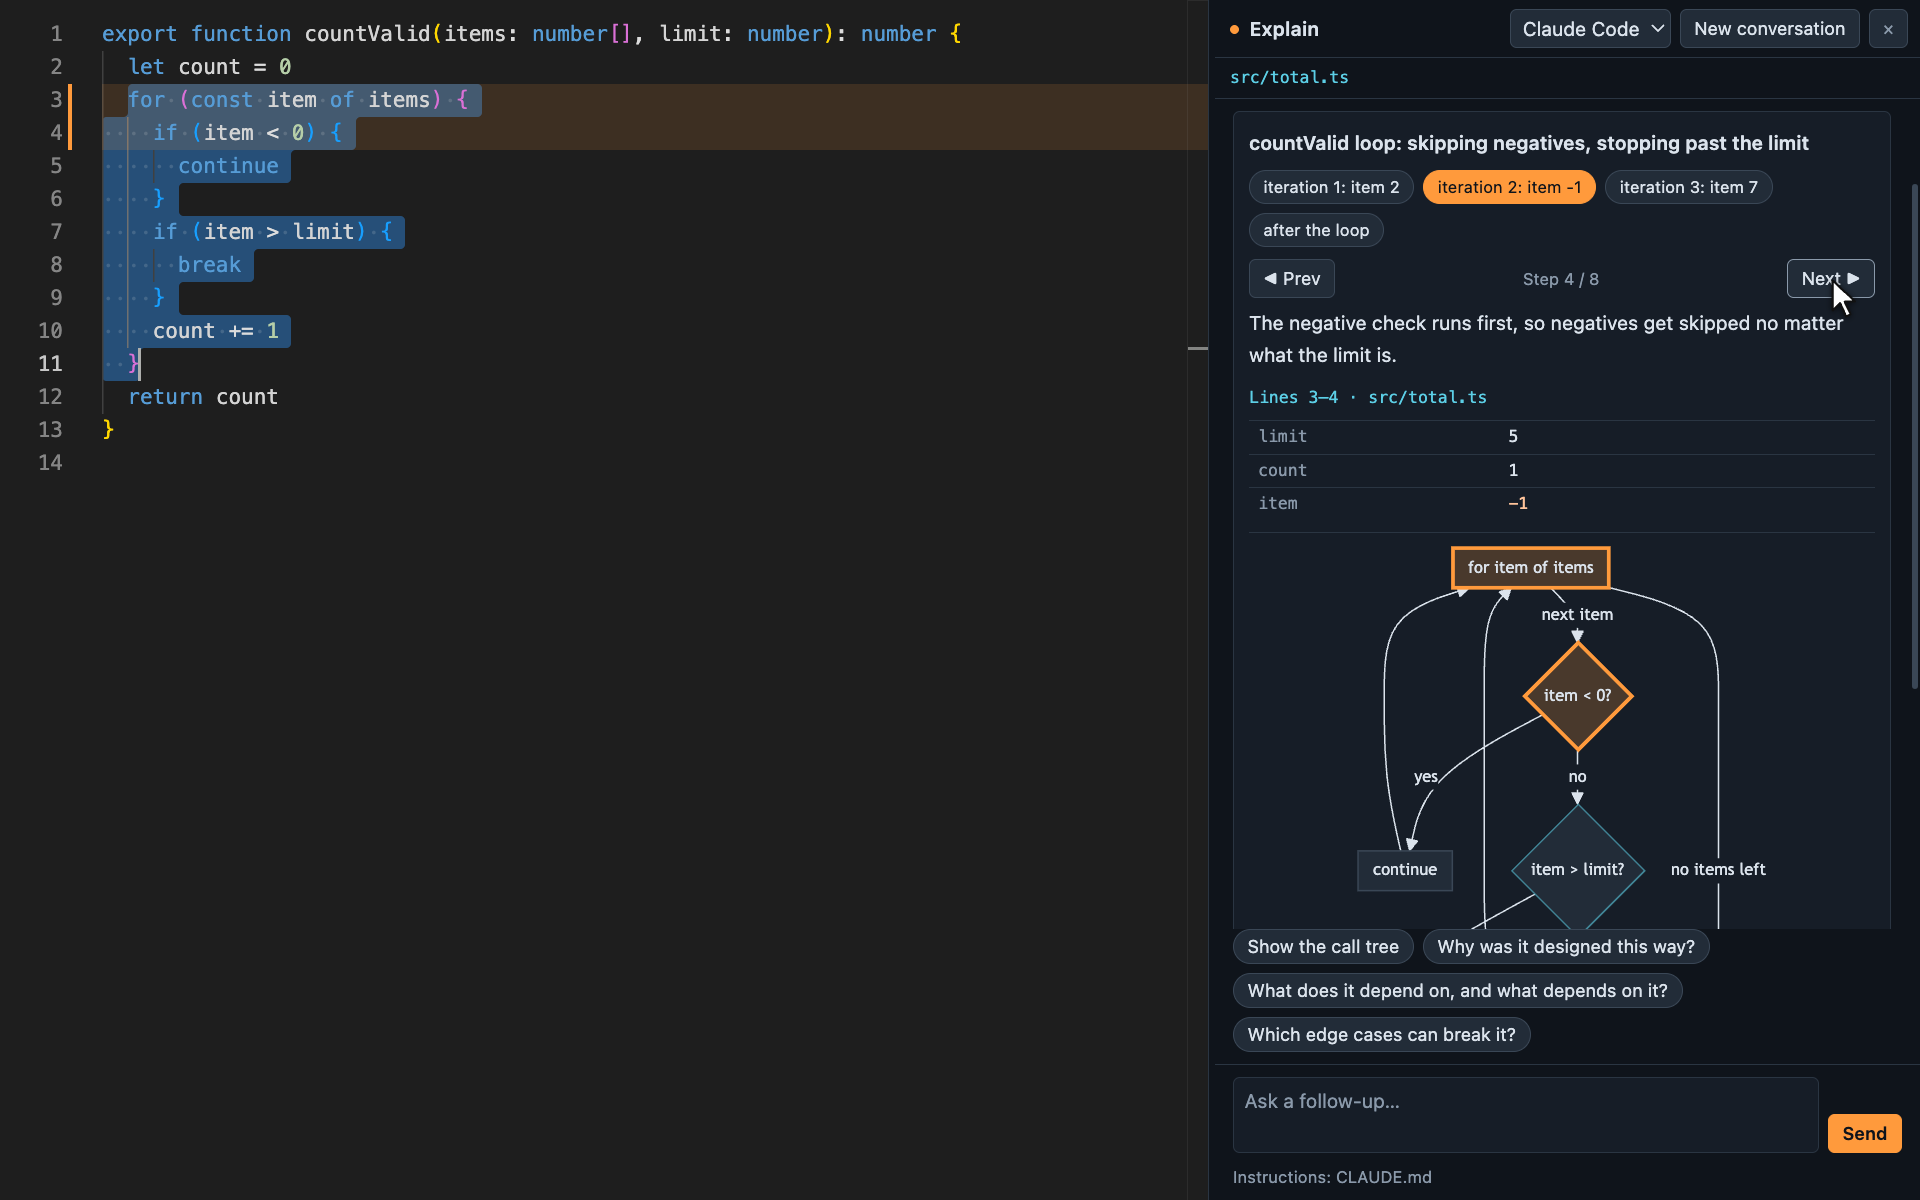 1 export function countValid(items: number[], limit: number): number {
2 let count = 0
3 for (const item of items) {
4 if (item < 0) {
5 continue
6 }
7 if (item > limit) {
8 break
9 }
10 count += 1
11 }
12 return count
13 }
14
Explain
Claude Code
New conversation
×
src/total.ts
countValid loop: skipping negatives, stopping past the limit
iteration 1: item 2
iteration 2: item -1
iteration 3: item 7
after the loop
◀ Prev
Step 4 / 8
Next ▶
The negative check runs first, so negatives get skipped no matter
what the limit is.
Lines 3–4 · src/total.ts
limit 5
count 1
item −1
for item of items
next item
item < 0?
yes
no
continue
item > limit?
no items left
Show the call tree
Why was it designed this way?
What does it depend on, and what depends on it?
Which edge cases can break it?
Ask a follow-up...
Send
Instructions: CLAUDE.md